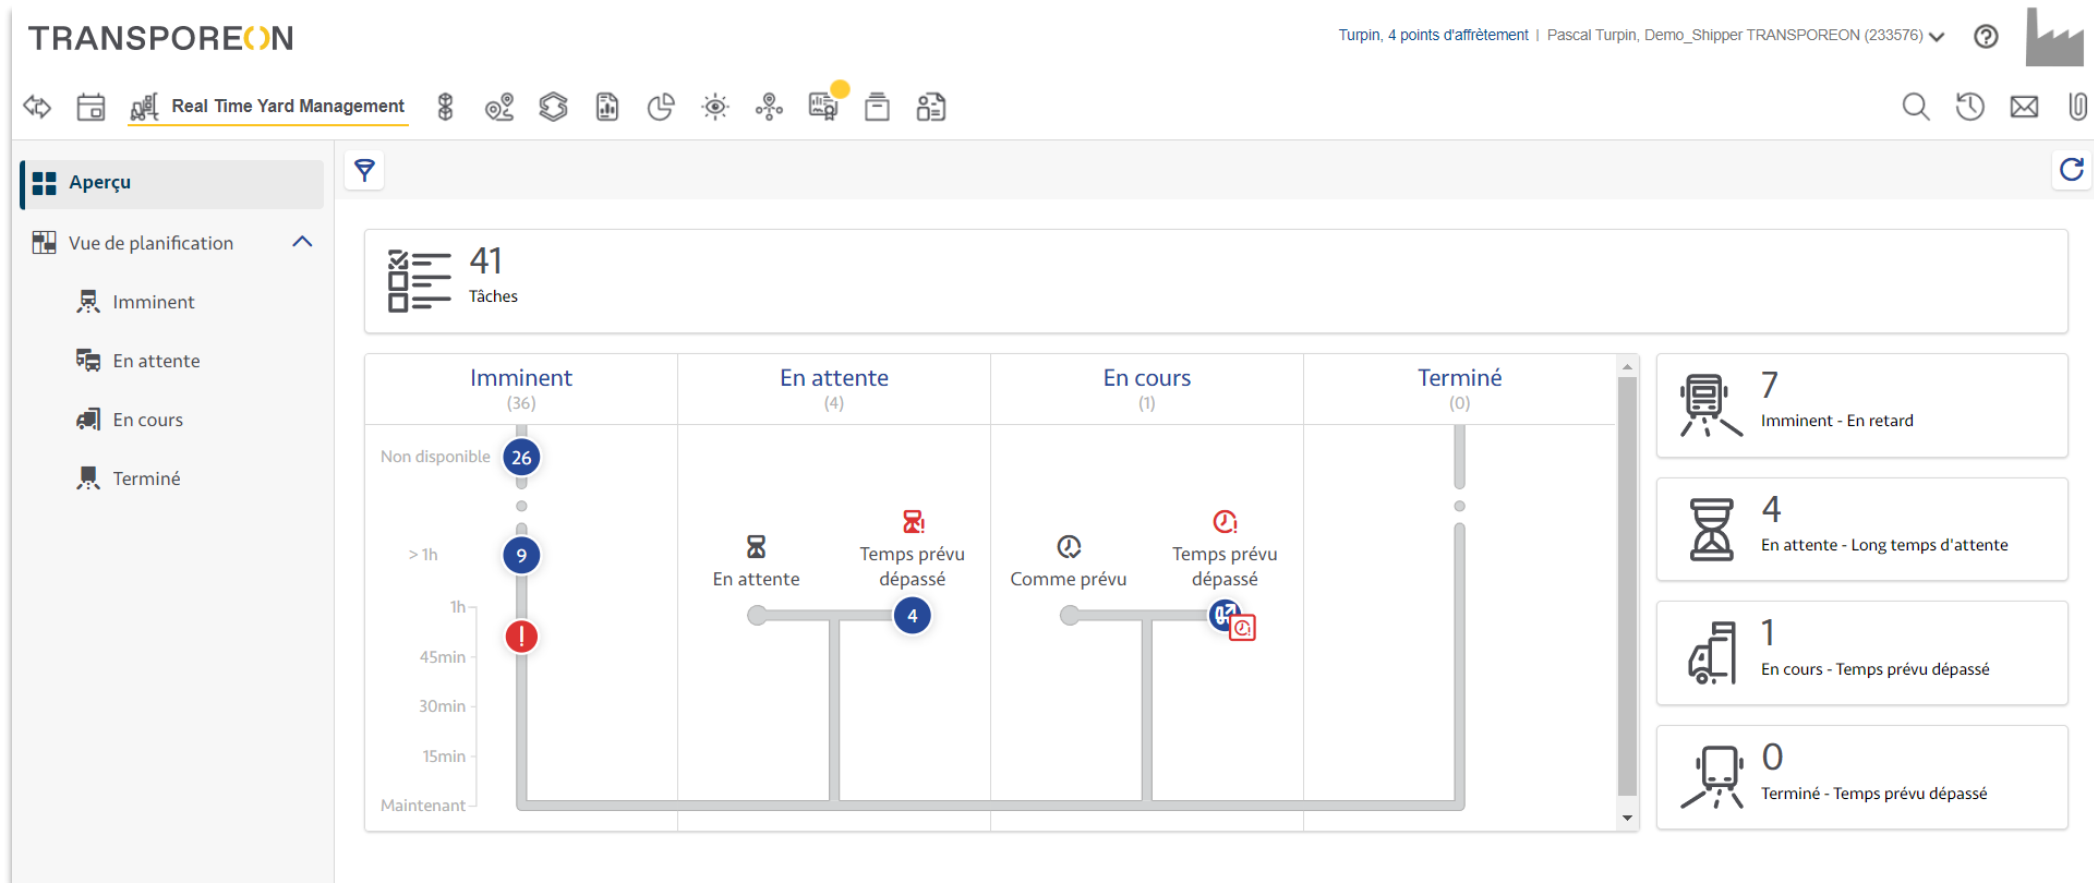 TRANSPOREON
Turpin, 4 points d'affrètement | Pascal Turpin, Demo_Shipper TRANSPOREON (233576)
Real Time Yard Management
Aperçu
Vue de planification
Imminent
En attente
En cours
Terminé
41
Tâches
Imminent
(36)
En attente
(4)
En cours
(1)
Terminé
(0)
Non disponible
26
> 1h
9
1h
45min
30min
15min
Maintenant
En attente
Temps prévu
dépassé
4
Comme prévu
Temps prévu
dépassé
7
Imminent - En retard
4
En attente - Long temps d'attente
1
En cours - Temps prévu dépassé
0
Terminé - Temps prévu dépassé